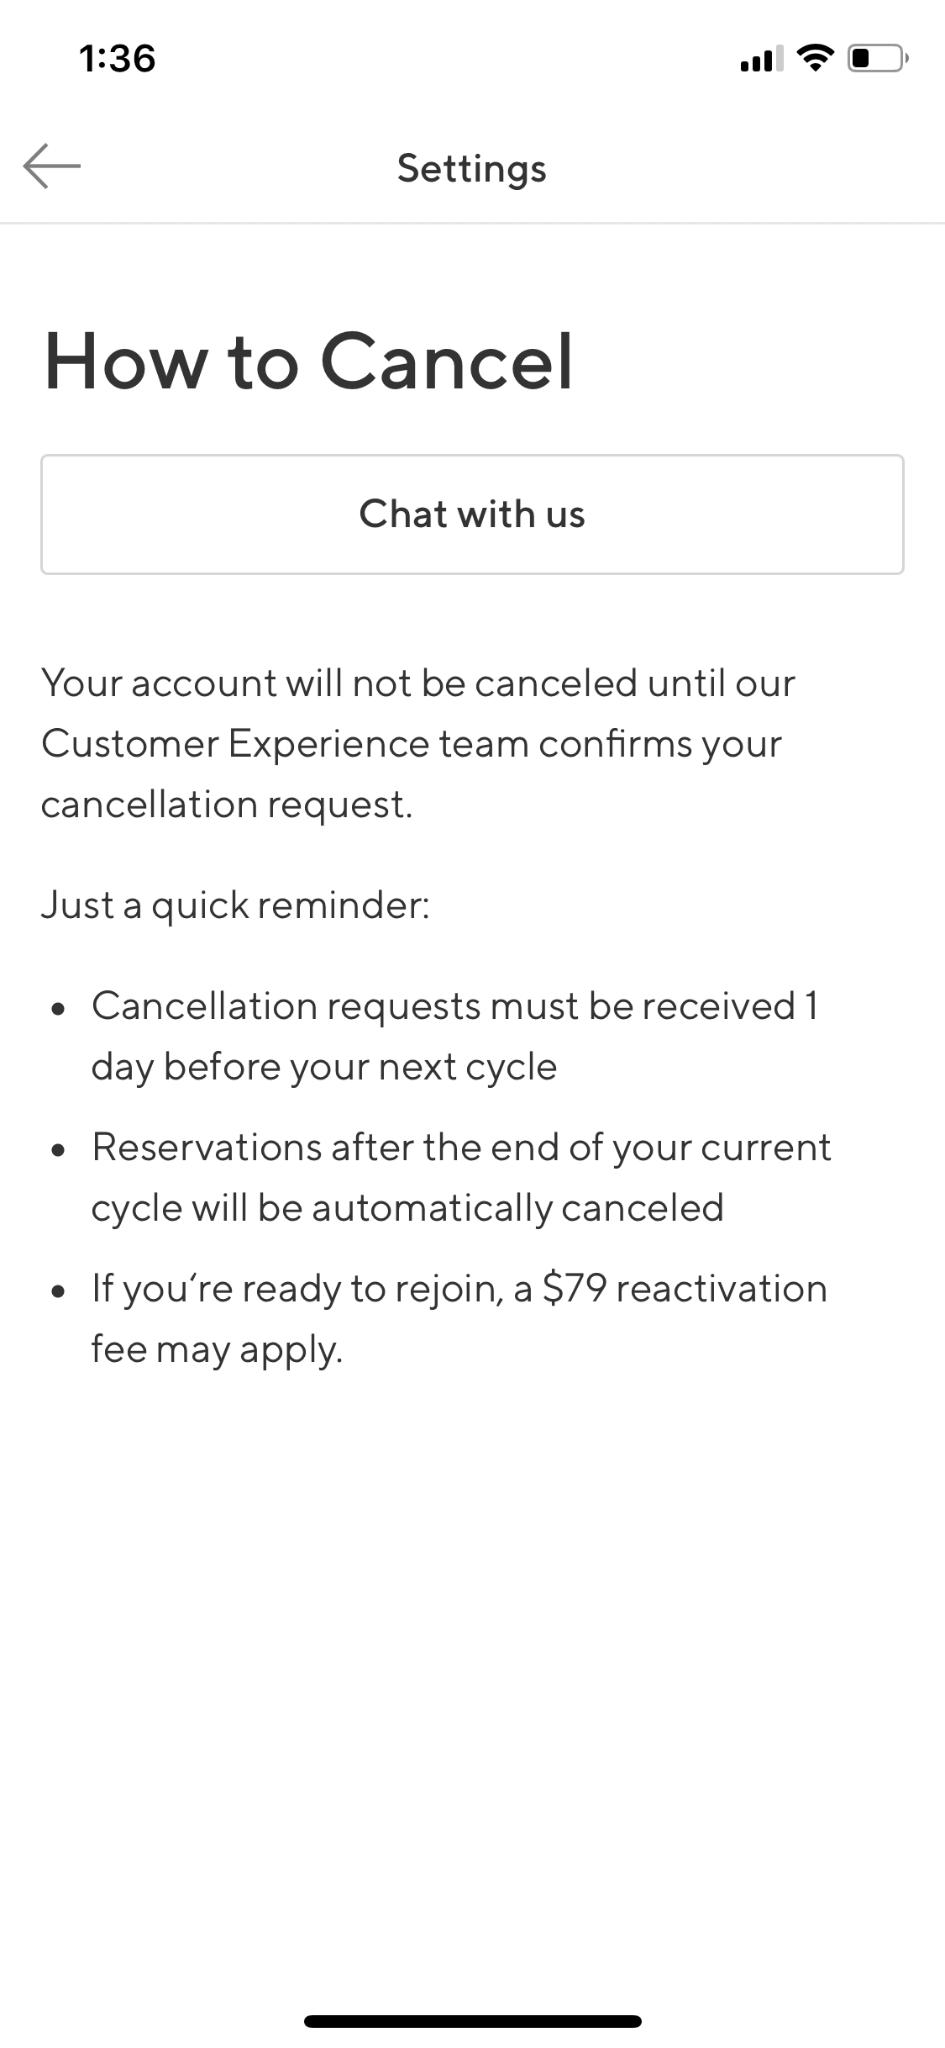 1:36
Settings
How to Cancel
Chat with us
Your account will not be canceled until our
Customer Experience team confirms your
cancellation request.
Just a quick reminder:
• Cancellation requests must be received 1
day before your next cycle
• Reservations after the end of your current
cycle will be automatically canceled
• If you’re ready to rejoin, a $79 reactivation
fee may apply.